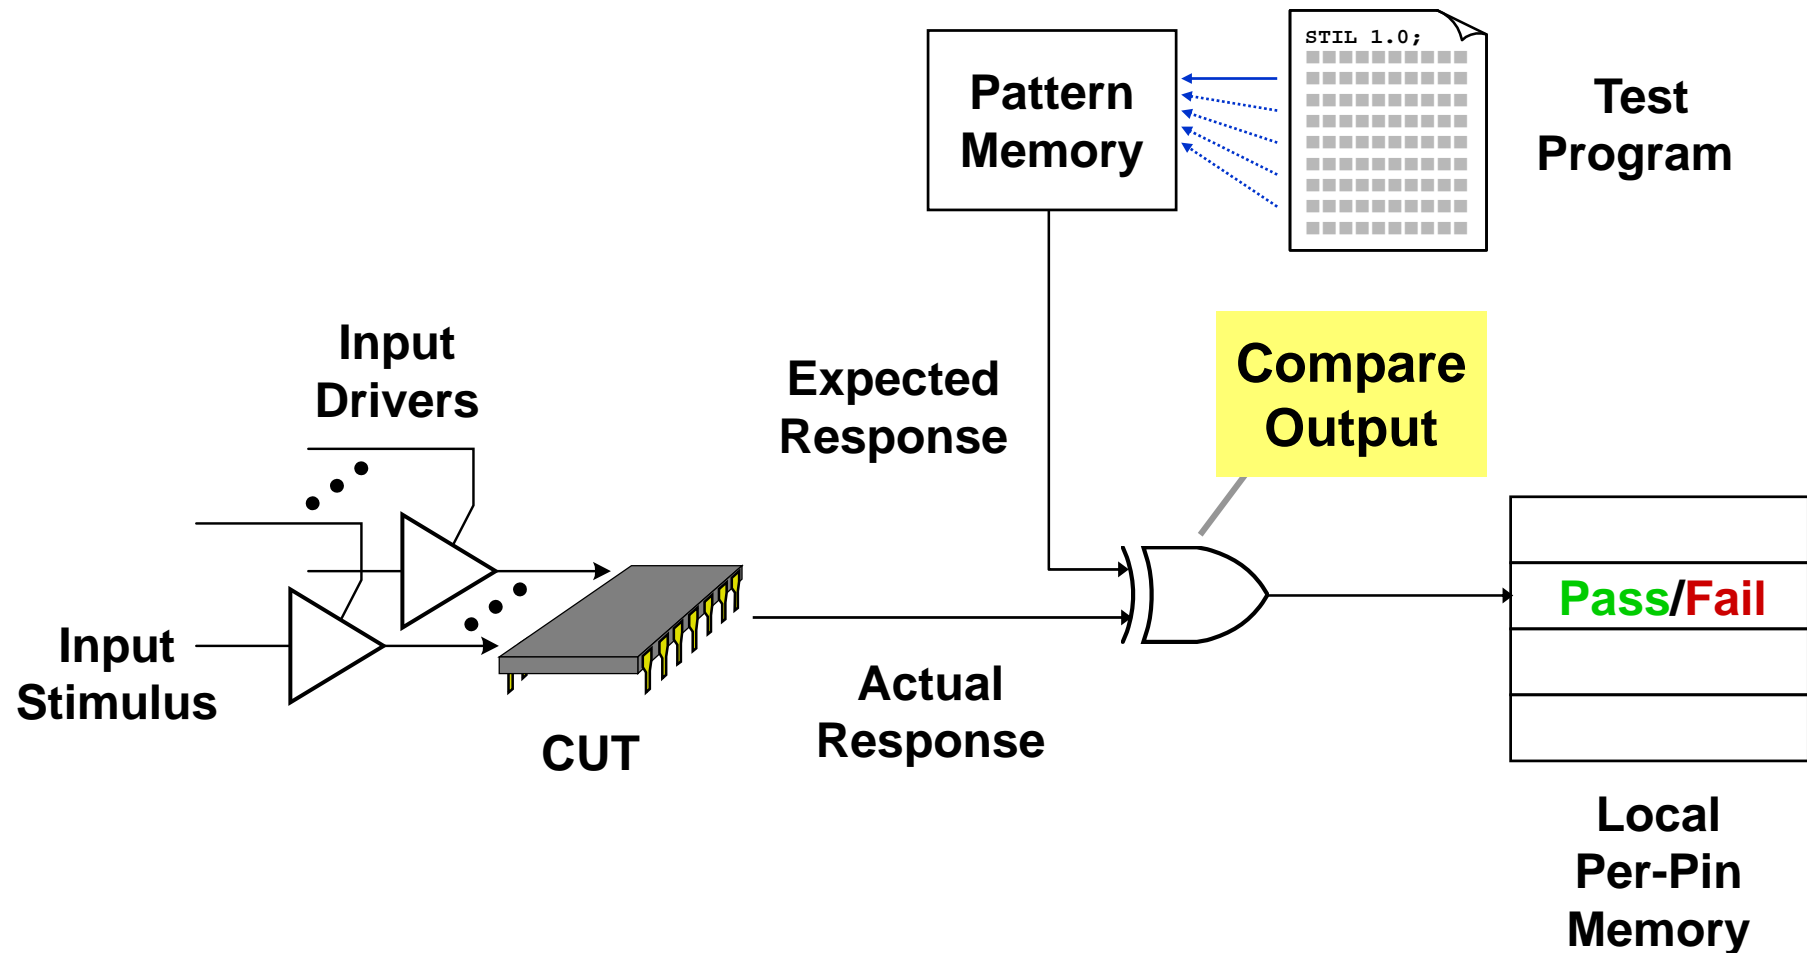 STIL 1.0;
Pattern
Memory
Test
Program
Input
Drivers
Expected
Response
Compare
Output
Pass/Fail
Input
Stimulus
Actual
Response
CUT
Local
Per-Pin
Memory